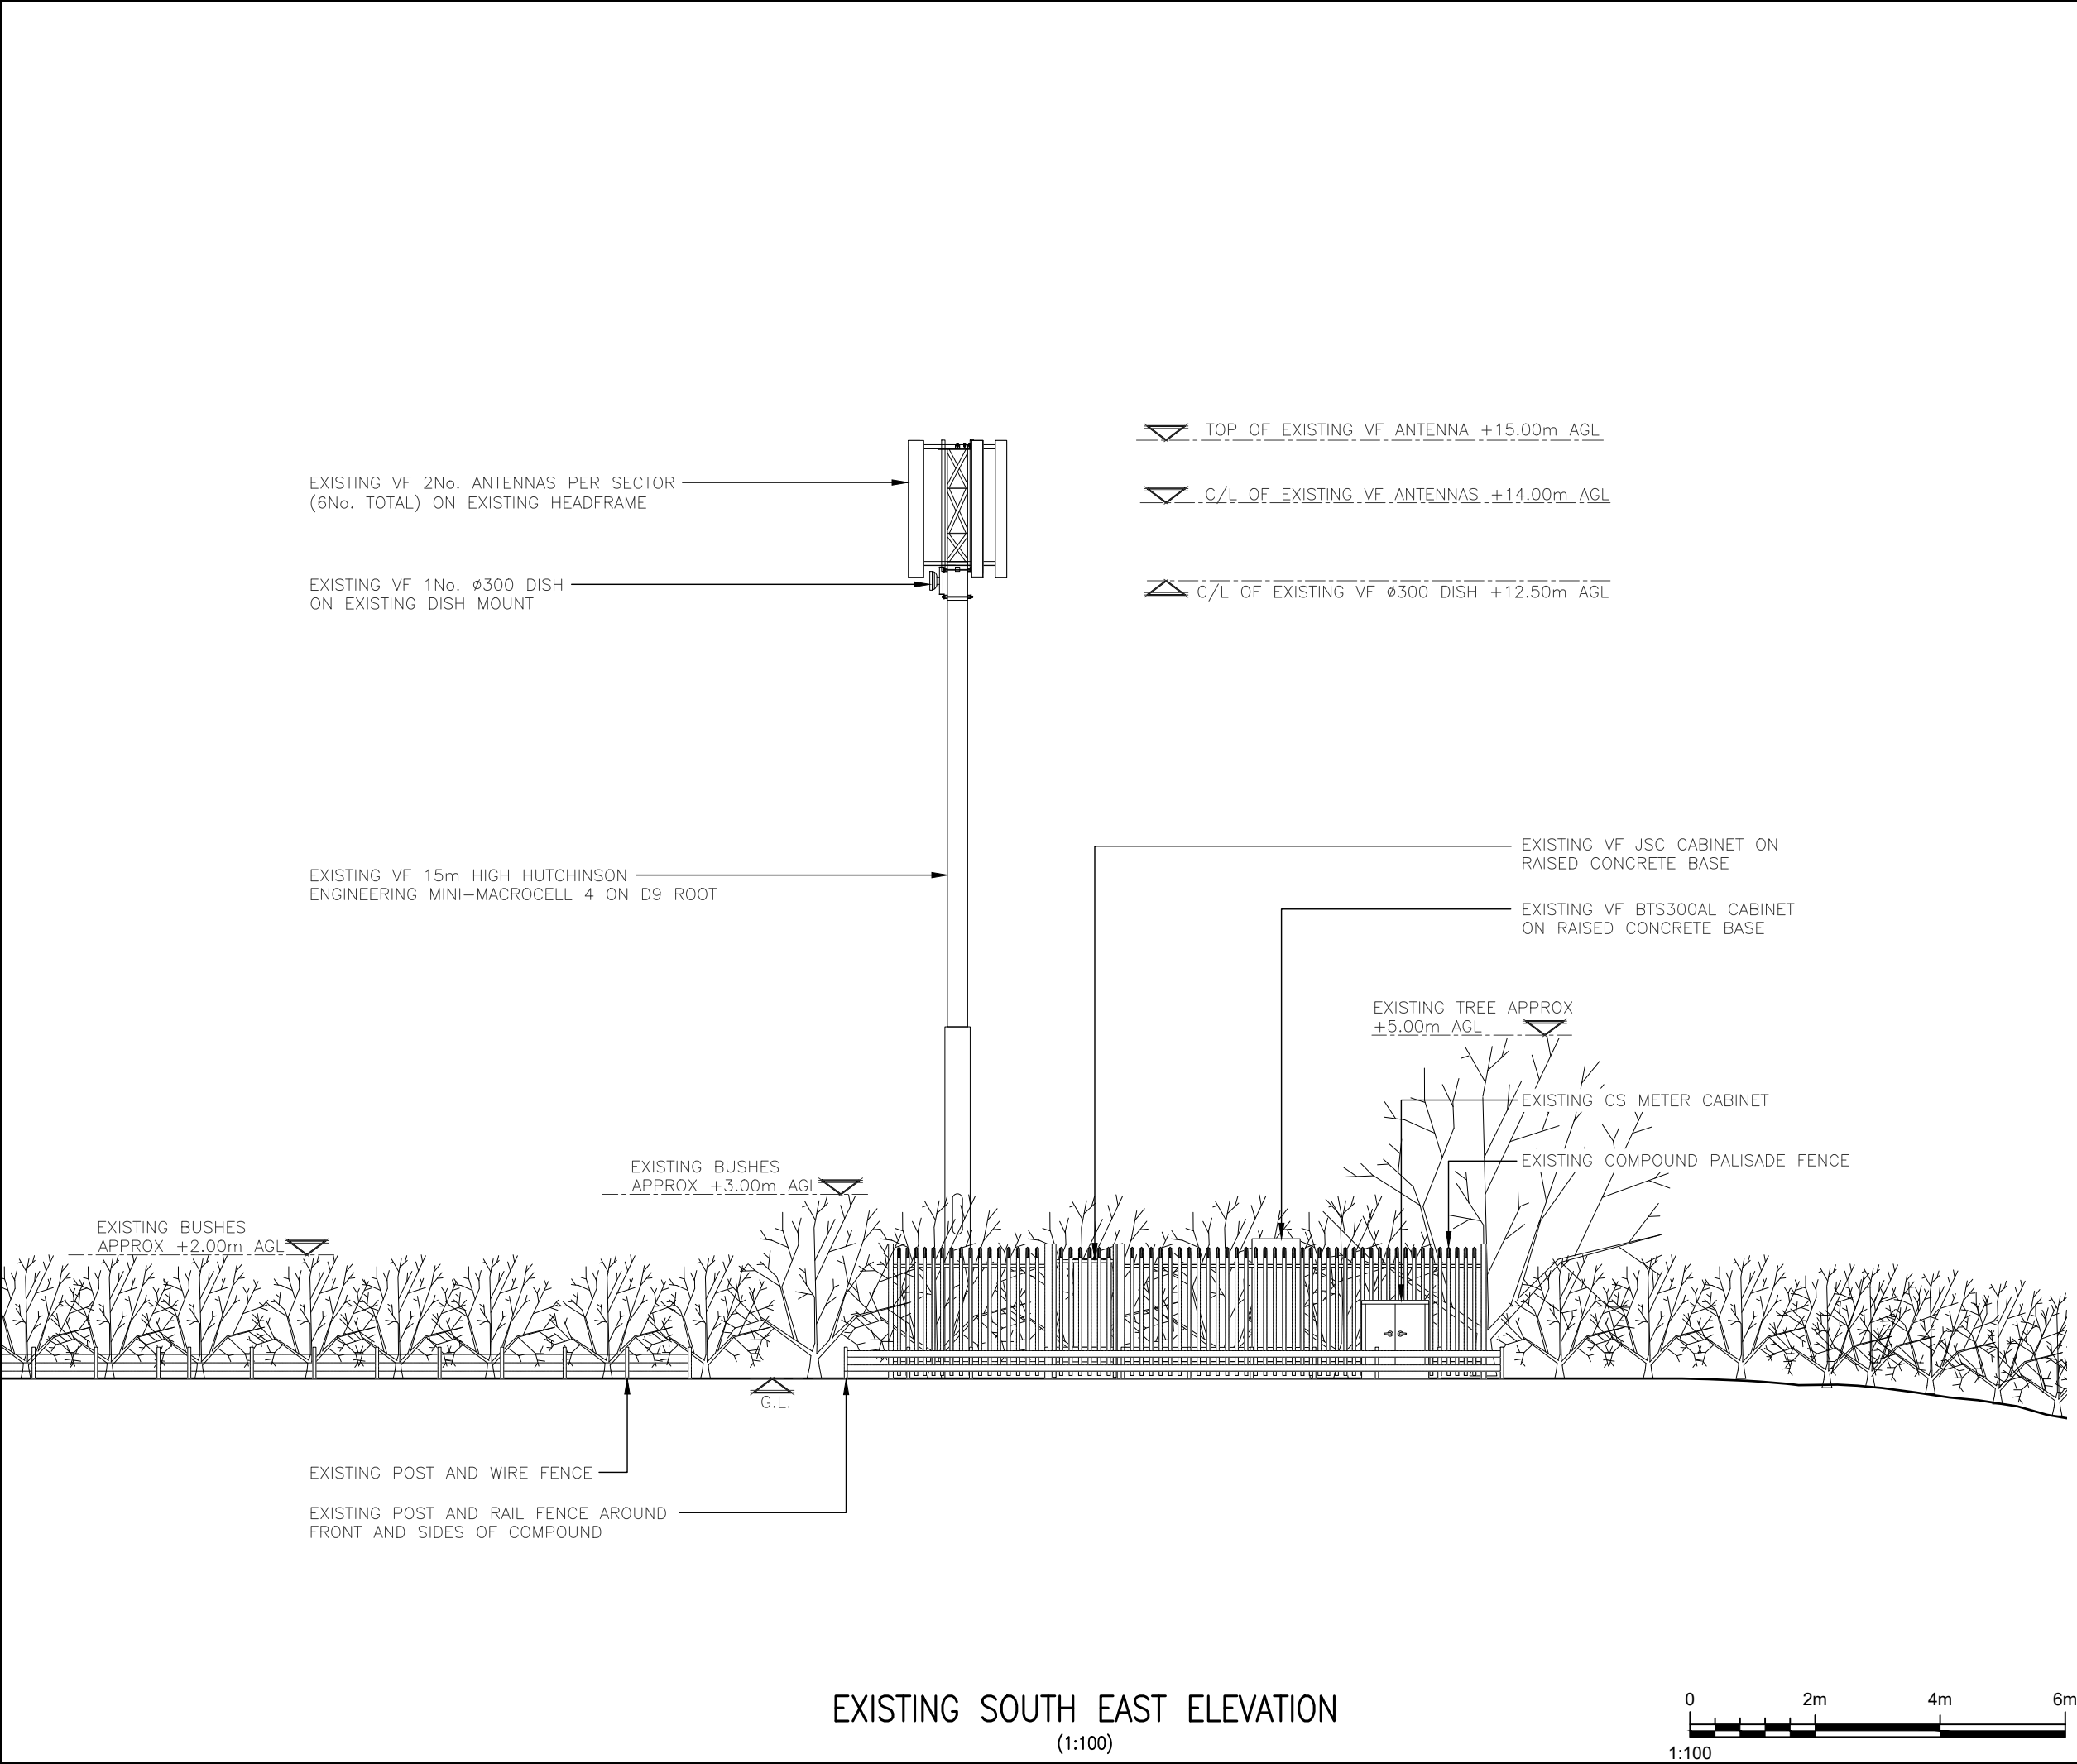 TOP OF EXISTING VF ANTENNA +15.00m AGL
EXISTING VF 2No. ANTENNAS PER SECTOR
(6No. TOTAL) ON EXISTING HEADFRAME
C/L OF EXISTING VF ANTENNAS +14.00m AGL
EXISTING VF 1No. ø300 DISH
ON EXISTING DISH MOUNT
C/L OF EXISTING VF ø300 DISH +12.50m AGL
EXISTING VF JSC CABINET ON
RAISED CONCRETE BASE
EXISTING VF 15m HIGH HUTCHINSON
ENGINEERING MINI-MACROCELL 4 ON D9 ROOT
EXISTING VF BTS300AL CABINET
ON RAISED CONCRETE BASE
EXISTING TREE APPROX
+5.00m AGL
EXISTING CS METER CABINET
EXISTING COMPOUND PALISADE FENCE
EXISTING BUSHES
APPROX +3.00m AGL
EXISTING BUSHES
APPROX +2.00m AGL
G.L.
EXISTING POST AND WIRE FENCE
EXISTING POST AND RAIL FENCE AROUND
FRONT AND SIDES OF COMPOUND
EXISTING SOUTH EAST ELEVATION
(1:100)
0 2m 4m 6m
1:100